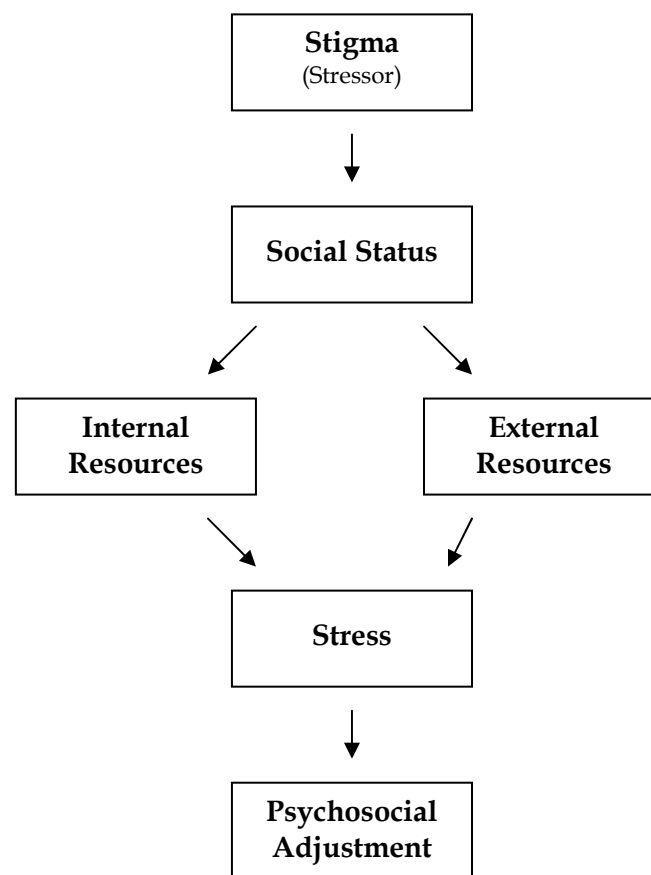 Stigma
(Stressor)
Social Status
Internal
Resources
External
Resources
Stress
Psychosocial
Adjustment